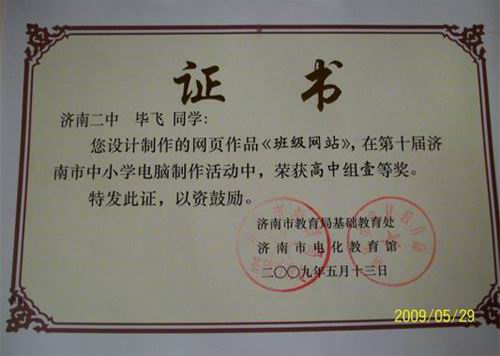 证书
济南二中 毕飞 同学:
您设计制作的网页作品《班级网站》,在第十届济
南市中小学电脑制作活动中,荣获高中组壹等奖。
特发此证,以资鼓励。
济南市教育局基础教育处
济南市电化教育馆
二〇〇九年五月十三日
2009/05/29